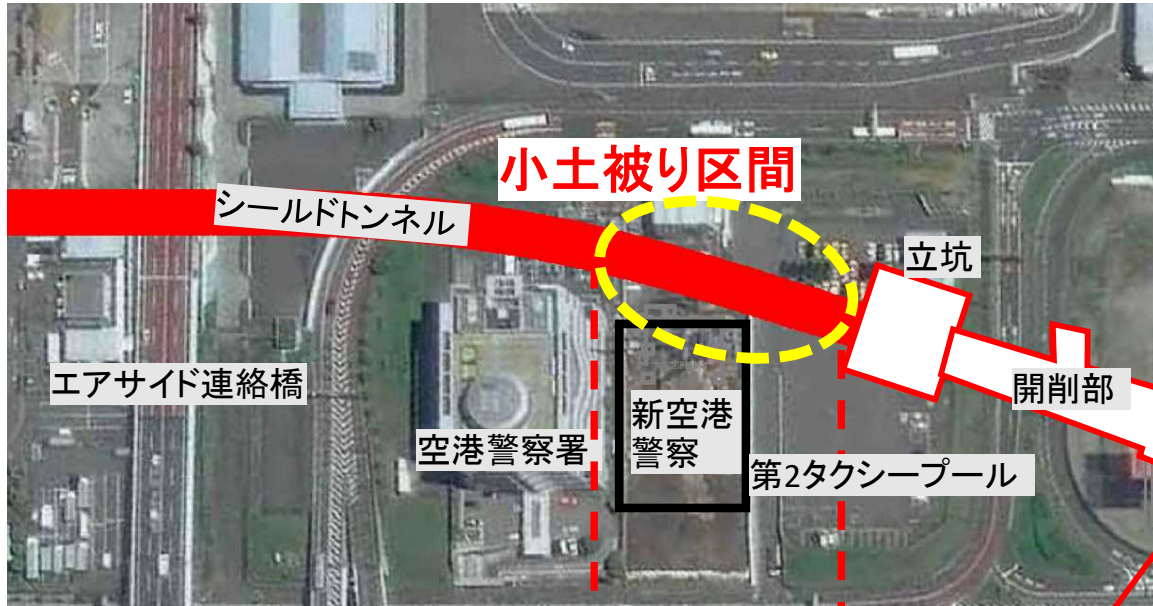 小土被り区間
シールドトンネル
立坑
エアサイド連絡橋
開削部
空港警察署
新空港
警察
第2タクシープール